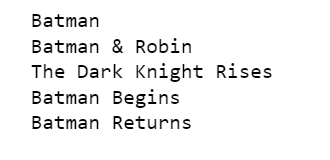 Batman
Batman & Robin
The Dark Knight Rises
Batman Begins
Batman Returns